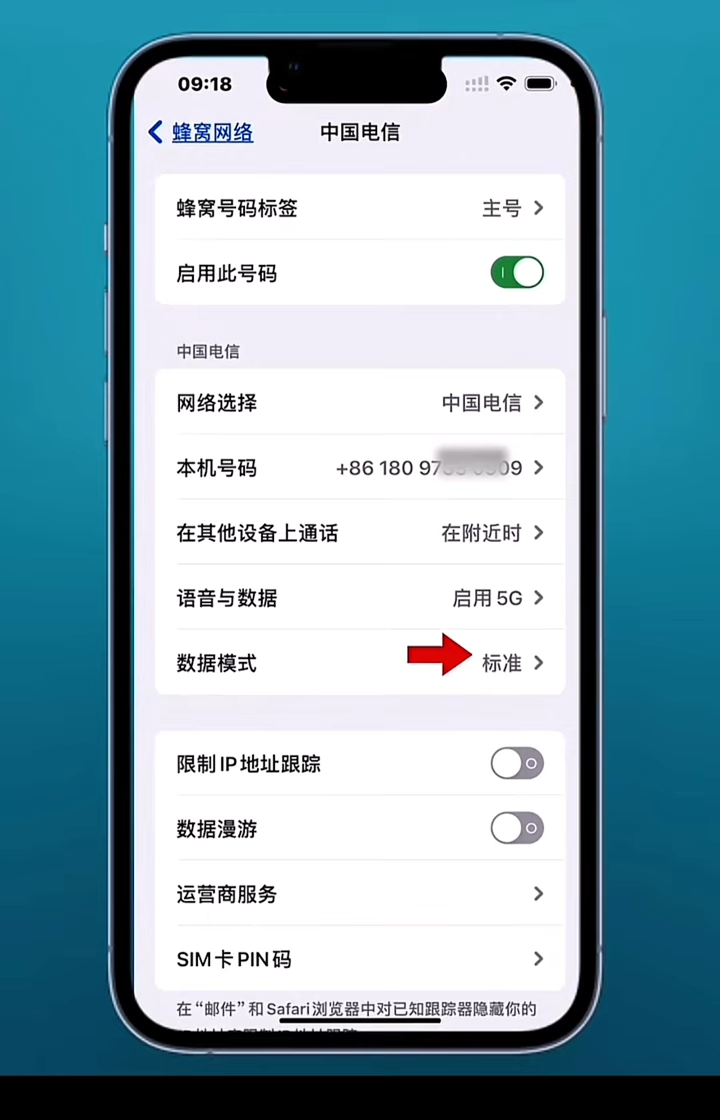 09:18
蜂窝网络 中国电信
蜂窝号码标签 主号
启用此号码
中国电信
网络选择 中国电信
本机号码 +86 180
在其他设备上通话 在附近时
语音与数据 启用 5G
数据模式 标准
限制 IP 地址跟踪
数据漫游
运营商服务
SIM 卡 PIN 码
在“邮件”和 Safari 浏览器中对已知跟踪器隐藏你的